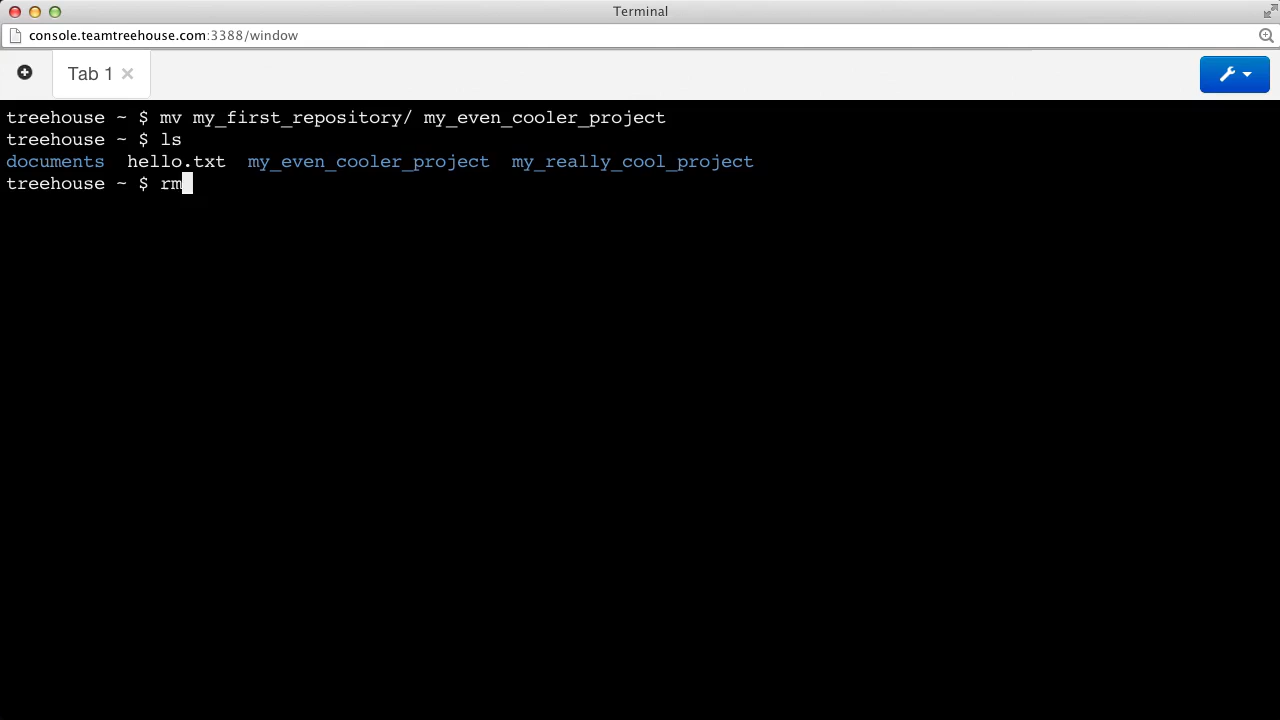 Terminal
console.teamtreehouse.com:3388/window
Tab 1
treehouse ~ $ mv my_first_repository/ my_even_cooler_project
treehouse ~ $ ls
documents  hello.txt  my_even_cooler_project  my_really_cool_project
treehouse ~ $ rm